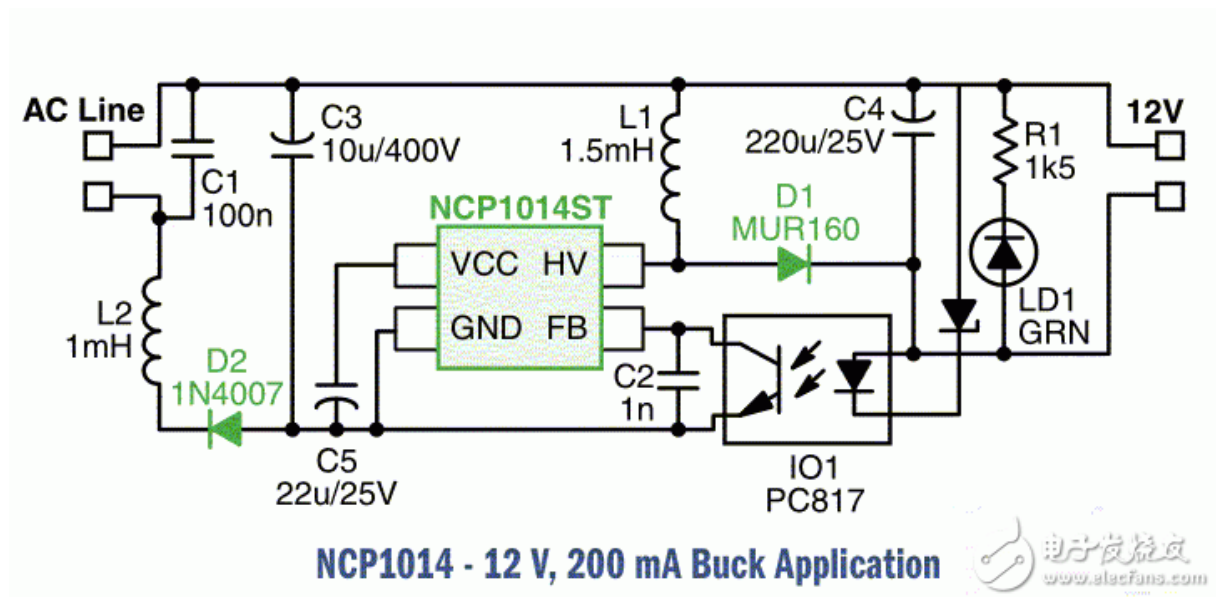 AC Line
C1
100n
C3
10u/400V
L1
1.5mH
C4
220u/25V
R1
1k5
12V
NCP1014ST
VCC HV
GND FB
D1
MUR160
LD1
GRN
L2
1mH
D2
1N4007
C2
1n
C5
22u/25V
IO1
PC817
NCP1014 - 12 V, 200 mA Buck Application
电子发烧友
www.elecfans.com